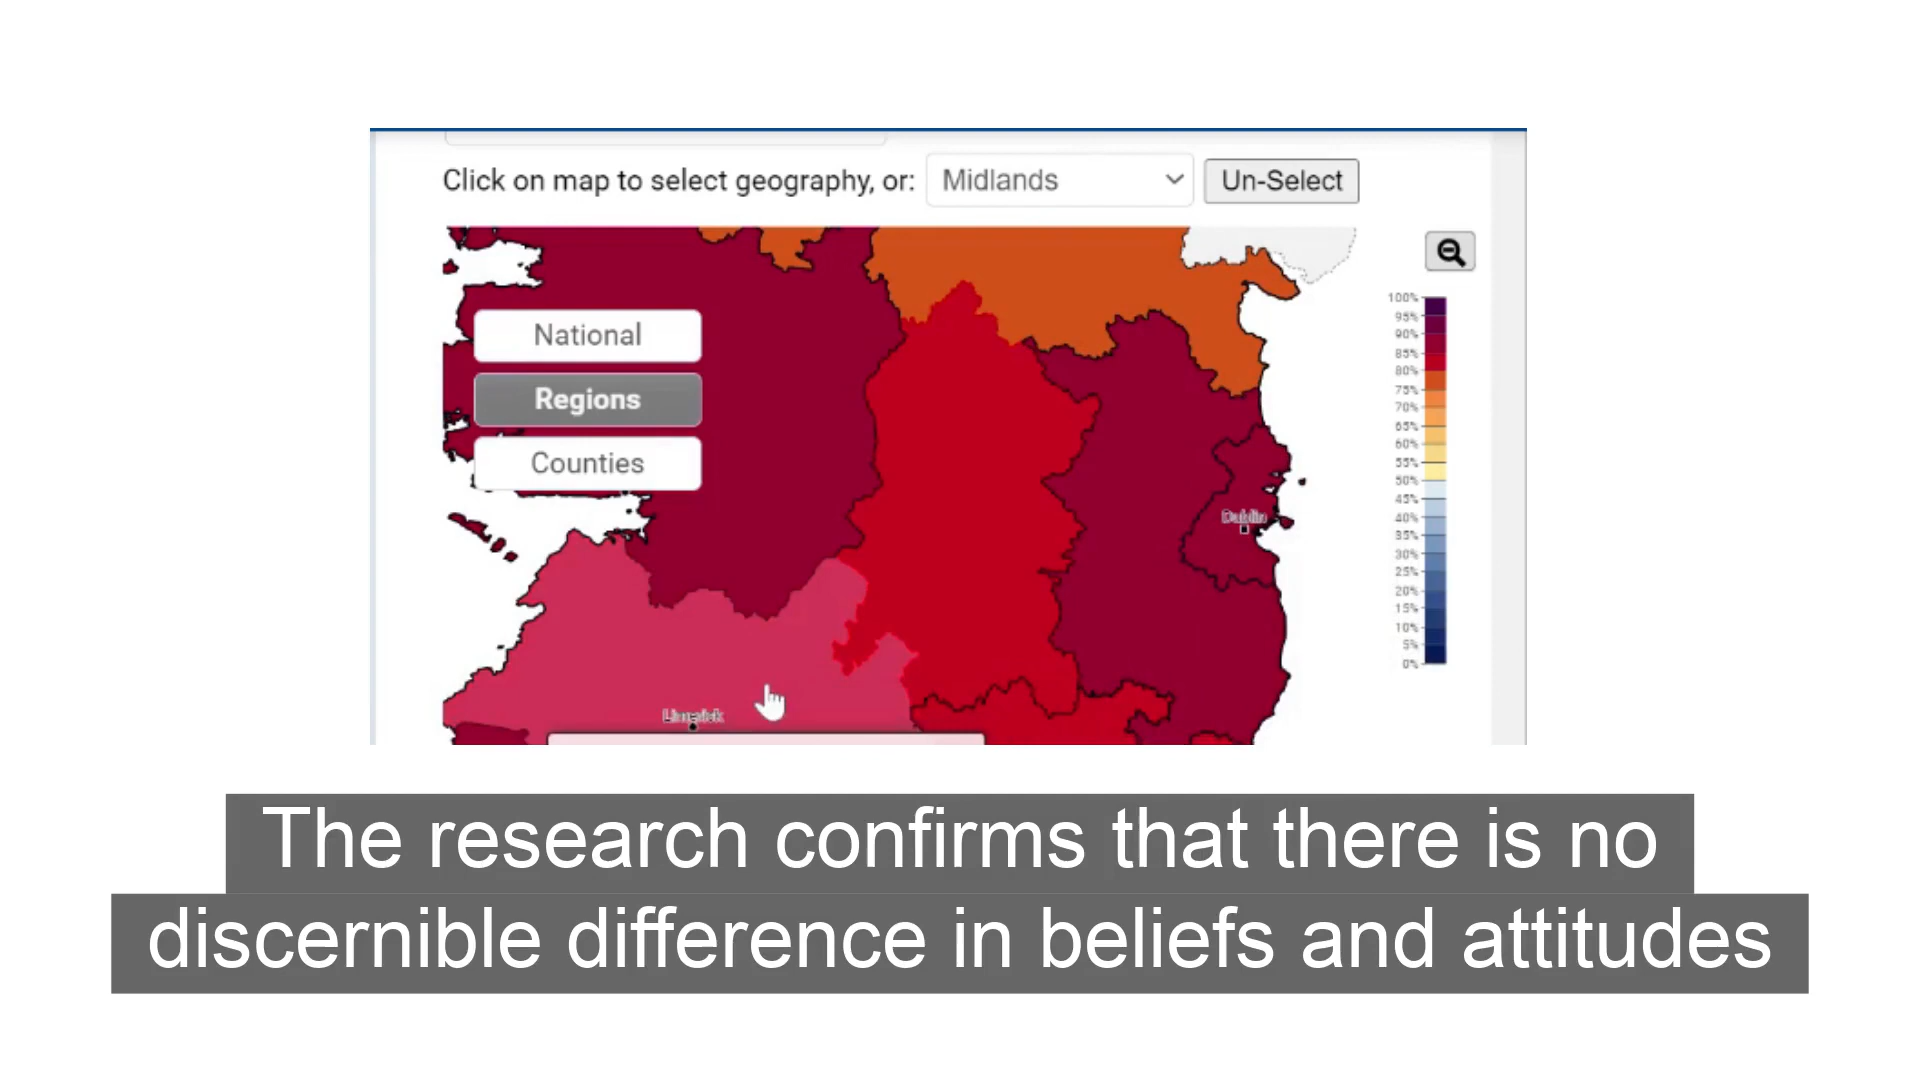 Click on map to select geography, or: Midlands Un-Select
National
Regions
Counties
100%
95%
90%
85%
80%
75%
70%
65%
60%
55%
50%
45%
40%
35%
30%
25%
20%
15%
10%
5%
0%
Dublin
Limerick
The research confirms that there is no
discernible difference in beliefs and attitudes